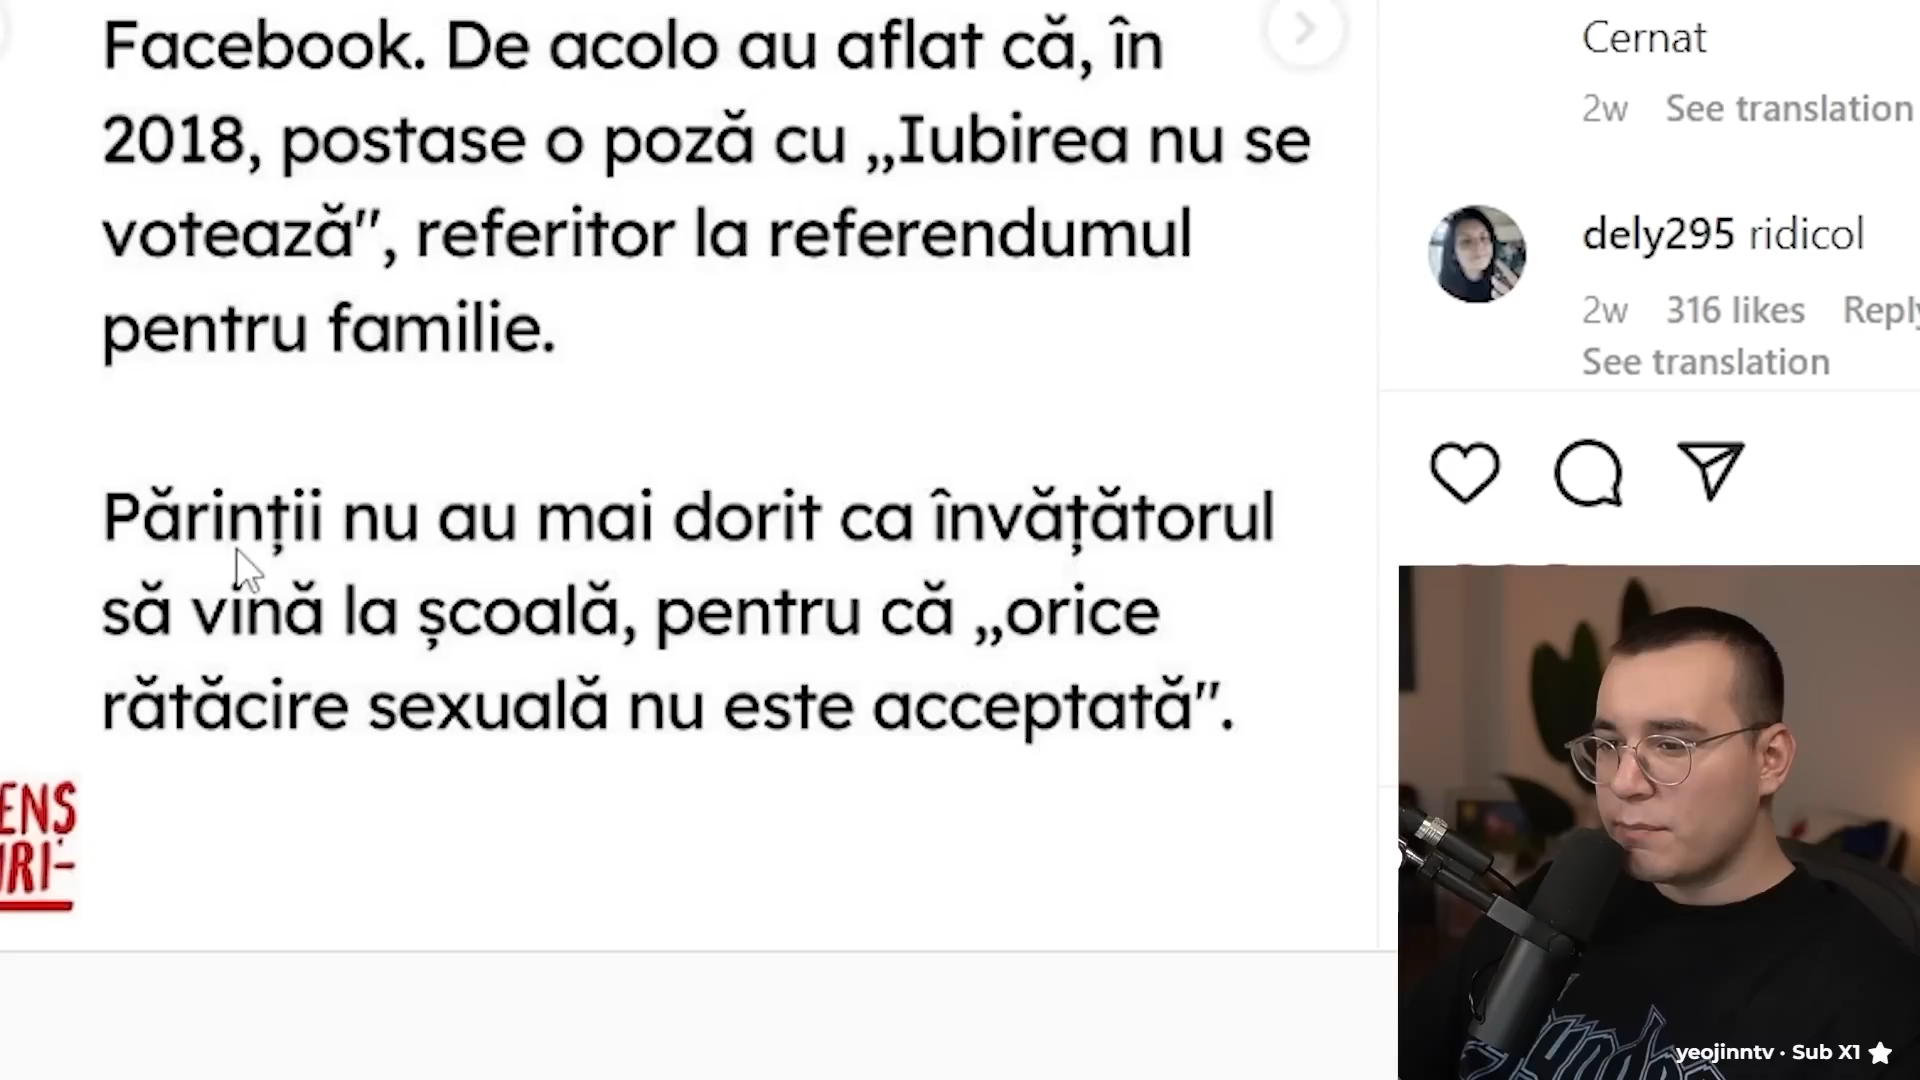 Facebook. De acolo au aflat că, în
2018, postase o poză cu „Iubirea nu se
votează", referitor la referendumul
pentru familie.
Părinții nu au mai dorit ca învățătorul
să vină la școală, pentru că „orice
rătăcire sexuală nu este acceptată".
Cernat
2w See translation
dely295 ridicol
2w 316 likes Reply
See translation
yeojinntv · Sub X1